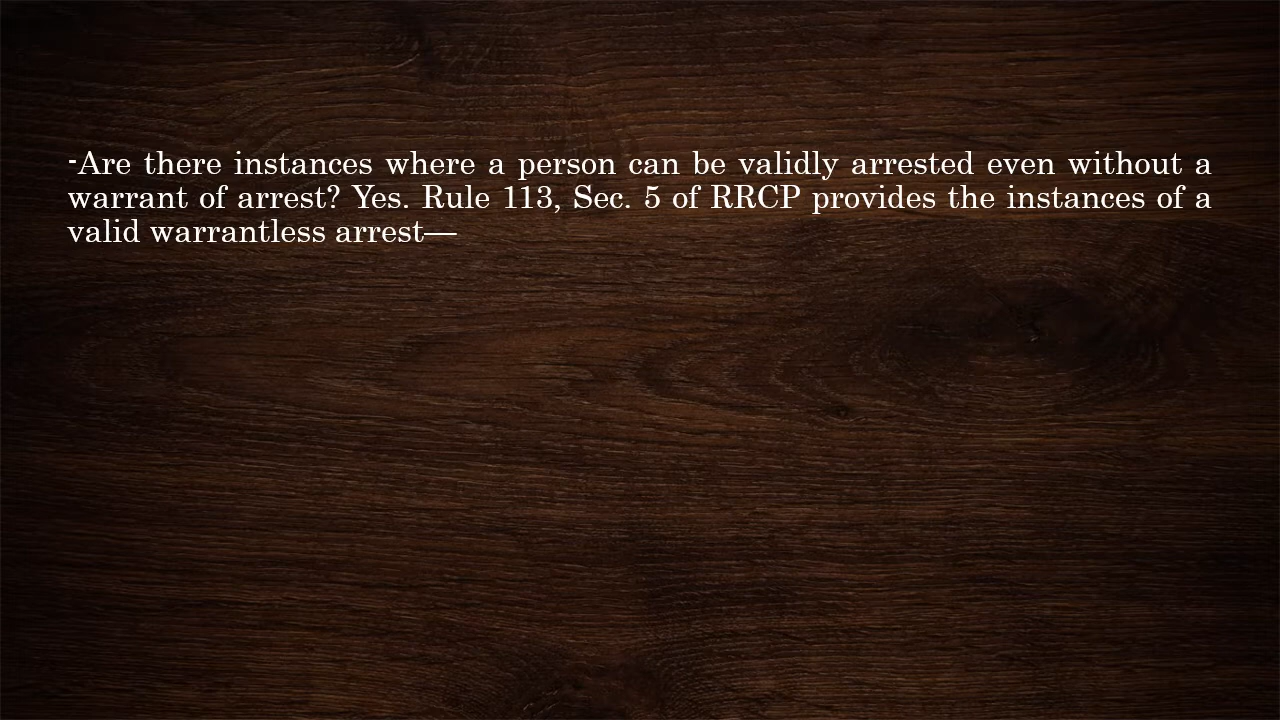 -Are there instances where a person can be validly arrested even without a
warrant of arrest? Yes. Rule 113, Sec. 5 of RRCP provides the instances of a
valid warrantless arrest—